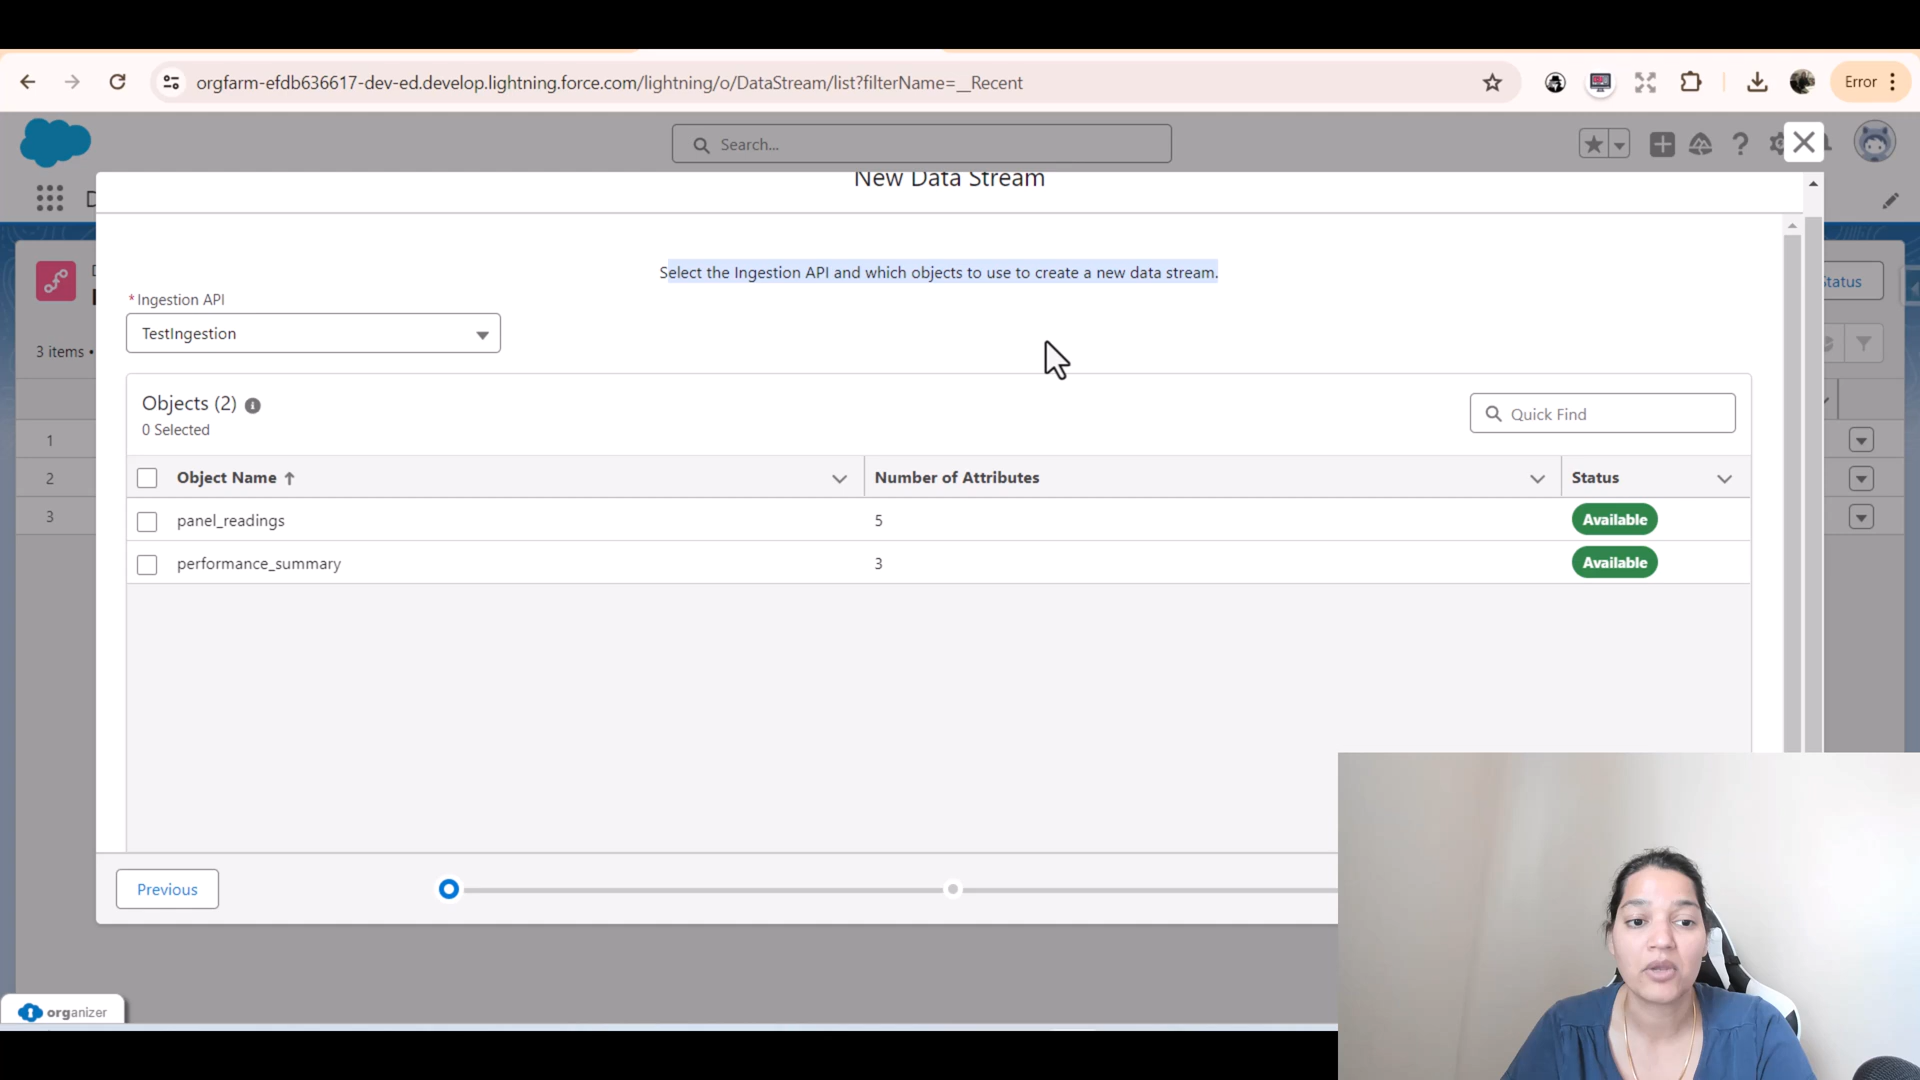 orgfarm-efdb636617-dev-ed.develop.lightning.force.com/lightning/o/DataStream/list?filterName=__Recent
Error
Search...
New Data Stream
Select the Ingestion API and which objects to use to create a new data stream.
* Ingestion API
TestIngestion
Status
3 items •
Objects (2)
0 Selected
Quick Find
Object Name
Number of Attributes
Status
1
panel_readings
5
Available
2
performance_summary
3
Available
3
Previous
organizer